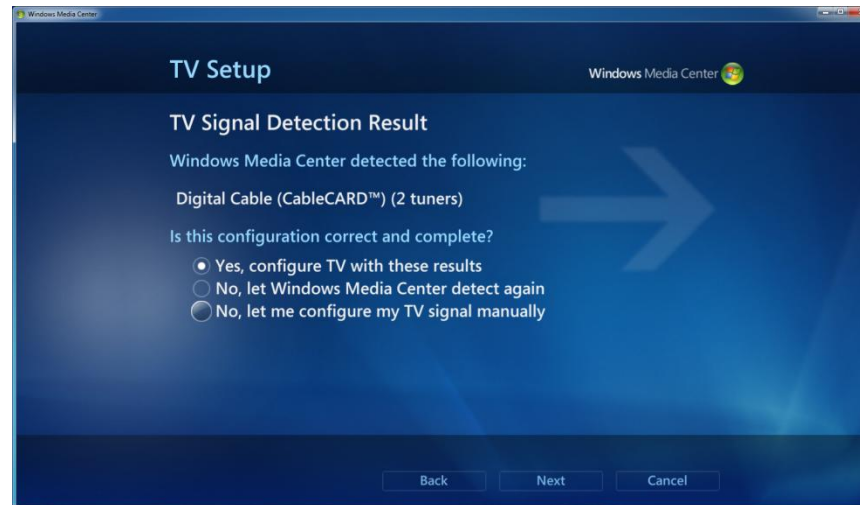 Windows Media Center
TV Setup
Windows Media Center
TV Signal Detection Result
Windows Media Center detected the following:
Digital Cable (CableCARD™) (2 tuners)
Is this configuration correct and complete?
Yes, configure TV with these results
No, let Windows Media Center detect again
No, let me configure my TV signal manually
Back Next Cancel